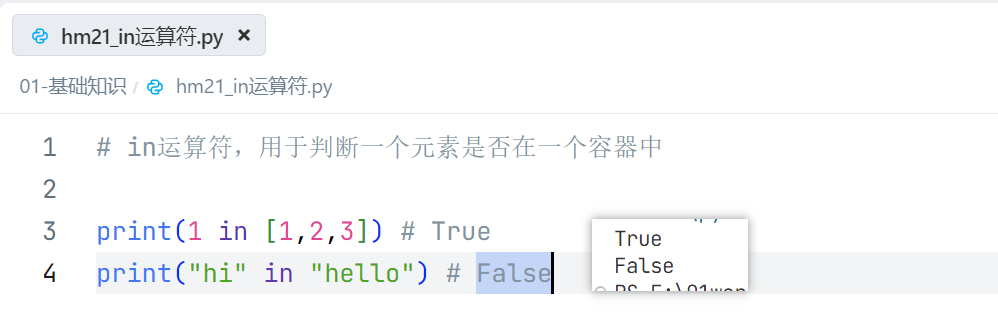 hm21_in运算符.py ×
01-基础知识 / hm21_in运算符.py
1 # in运算符，用于判断一个元素是否在一个容器中
2
3 print(1 in [1,2,3]) # True
4 print("hi" in "hello") # False
True
False